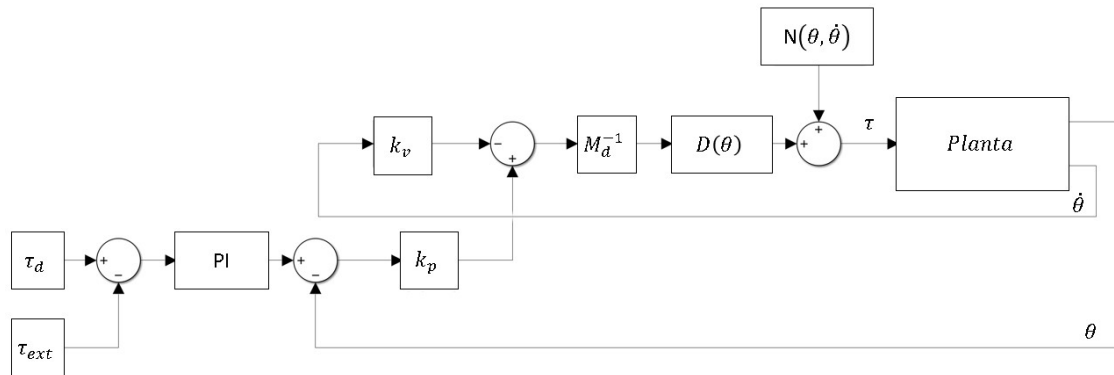 N(θ, θ̇)
k_v
-
+
M_d^{-1}
D(θ)
+
+
τ
Planta
θ̇
τ_d
+
-
PI
+
-
k_p
θ
τ_ext